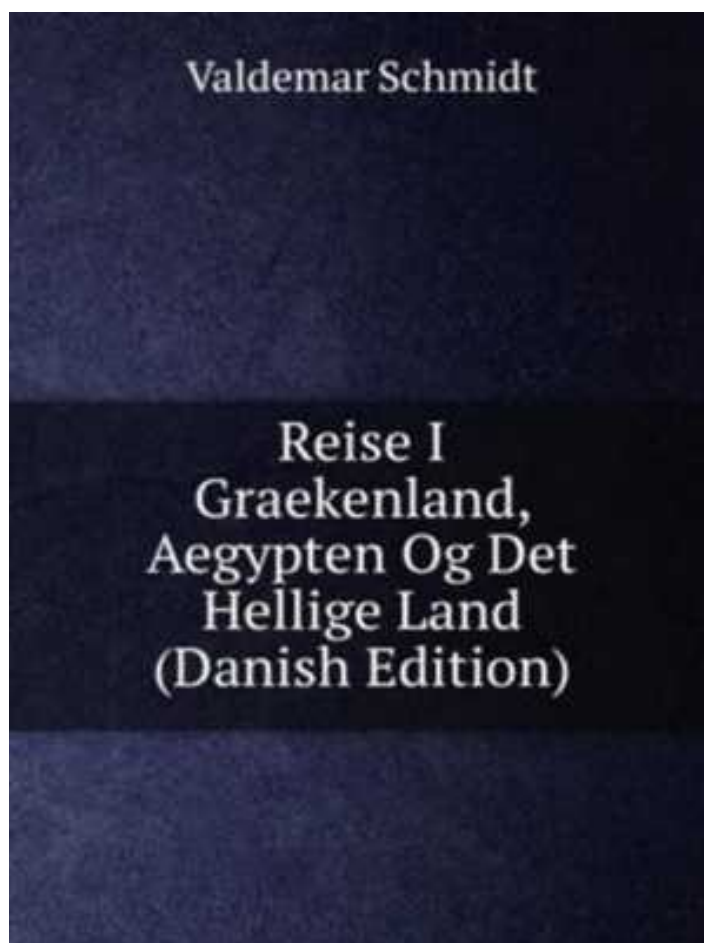 Valdemar Schmidt
Reise I
Graekenland,
Aegypten Og Det
Hellige Land
(Danish Edition)